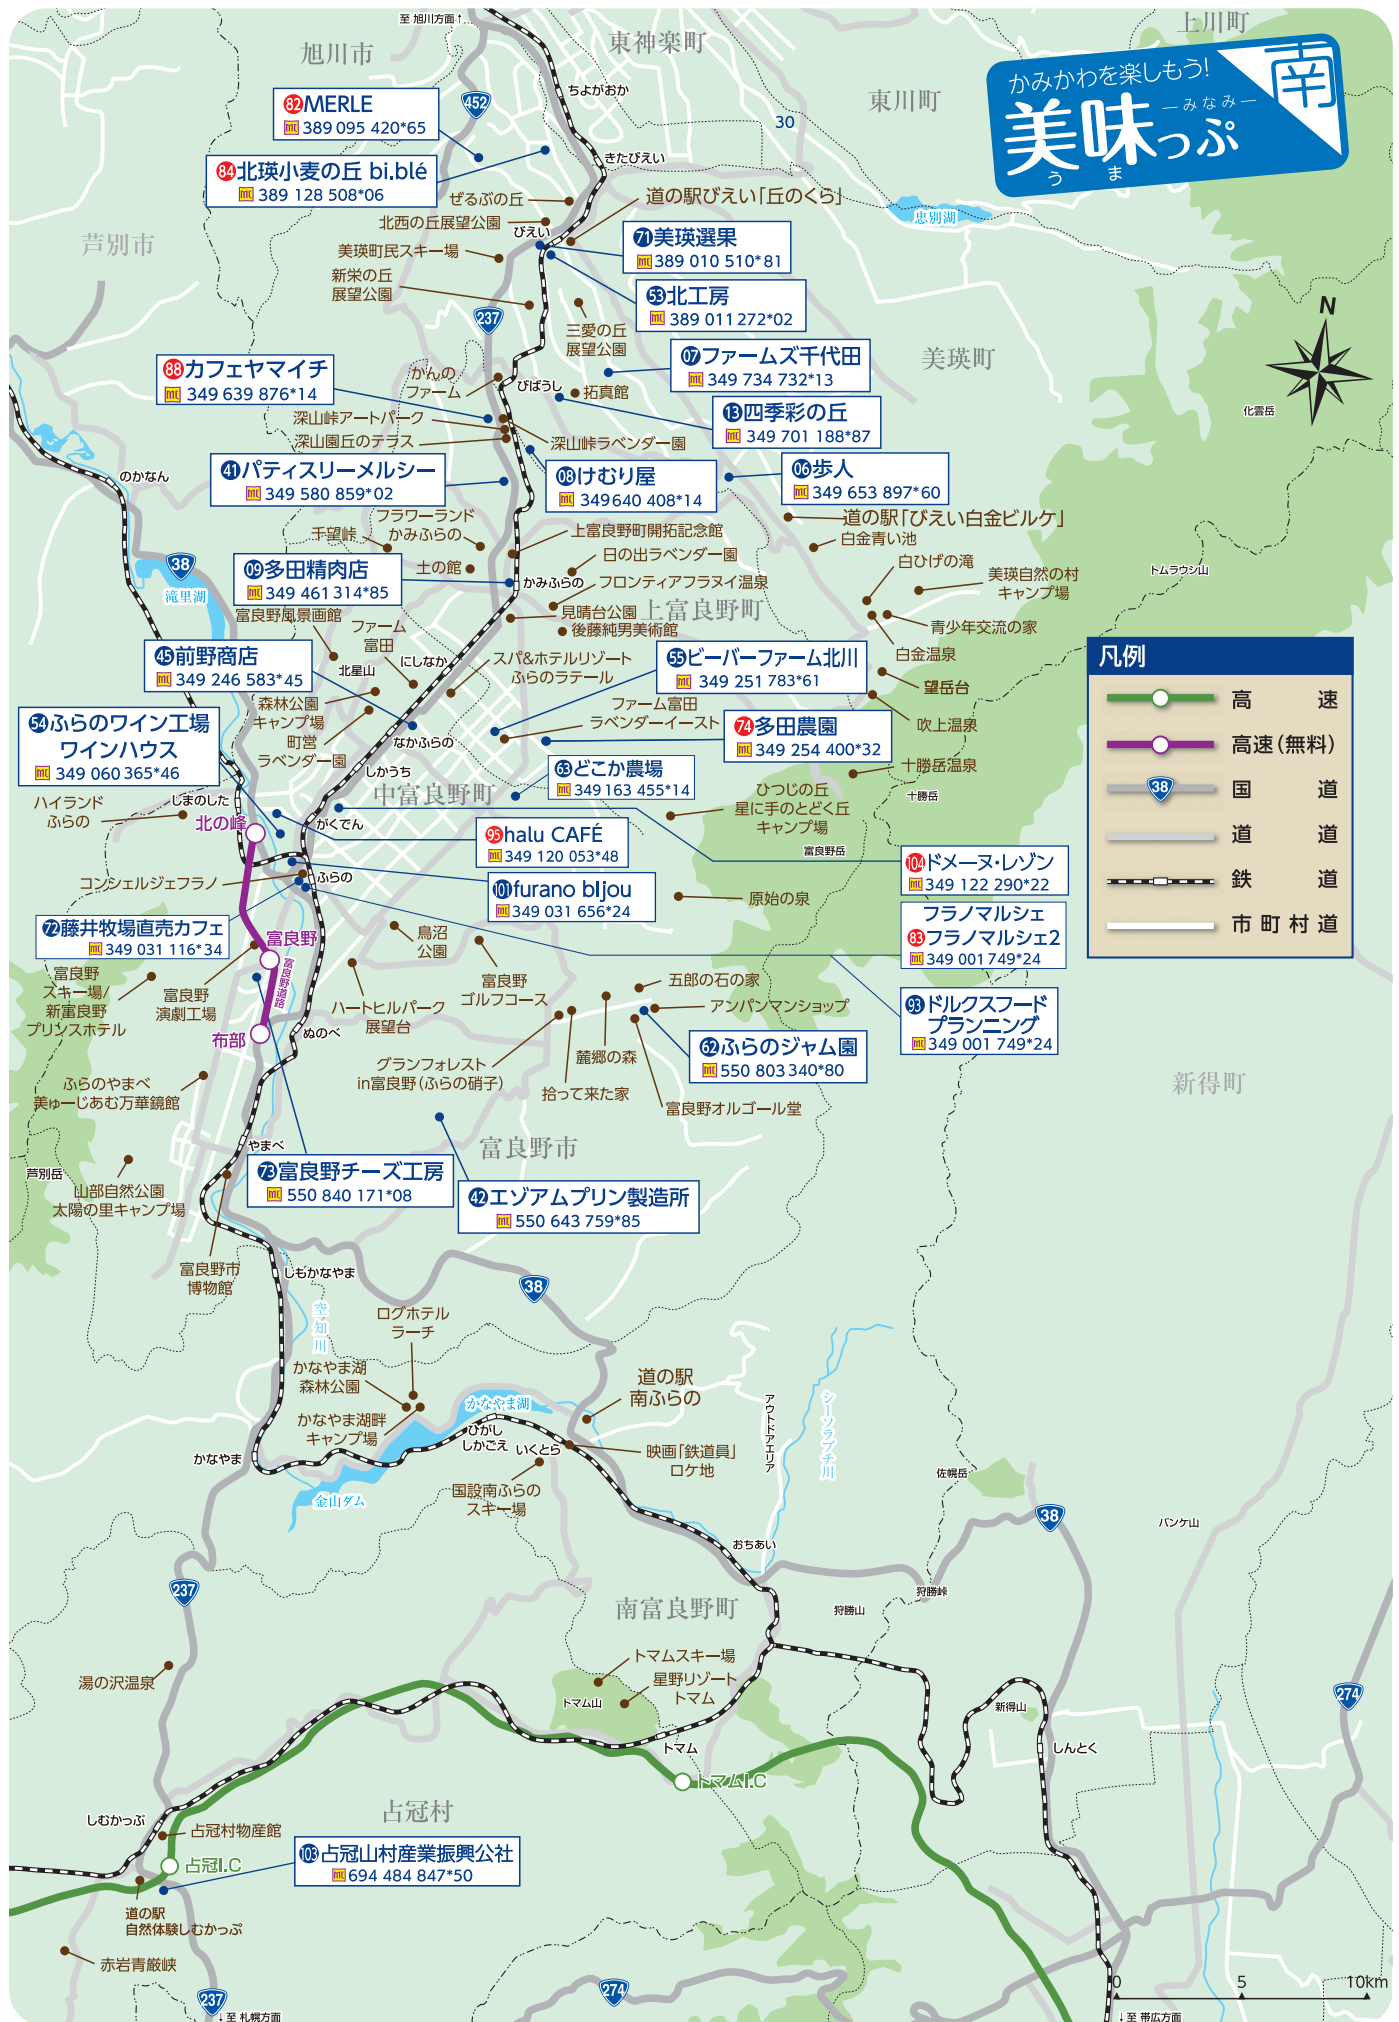 至 旭川方面↑
旭川市
東神楽町
上川町
かみかわを楽しもう!
南
美味っぷ
―みなみ―
う ま
ちよがおか
452
東川町
30
82 MERLE
389 095 420*65
きたびえい
84 北瑛小麦の丘 bi.blé
389 128 508*06
ぜるぶの丘
道の駅びえい「丘のくら」
忠別湖
北西の丘展望公園
びえい
芦別市
71 美瑛選果
389 010 510*81
美瑛町民スキー場
新栄の丘
展望公園
53 北工房
389 011 272*02
237
三愛の丘
展望公園
N
美瑛町
07 ファームズ千代田
349 734 732*13
88 カフェヤマイチ
349 639 876*14
かんの
ファーム
びばうし
拓真館
化雲岳
13 四季彩の丘
349 701 188*87
深山峠アートパーク
深山園丘のテラス
深山峠ラベンダー園
41 パティスリーメルシー
349 580 859*02
08 けむり屋
349 640 408*14
06 歩人
349 653 897*60
のかなん
道の駅「びえい白金ビルケ」
フラワーランド
かみふらの
千望峠
上富良野町開拓記念館
白金青い池
日の出ラベンダー園
白ひげの滝
トムラウシ山
38
滝里湖
09 多田精肉店
349 461 314*85
土の館
かみふらの
フロンティアフラヌイ温泉
美瑛自然の村
キャンプ場
上富良野町
見晴台公園
後藤純男美術館
富良野風景画館
ファーム
富田
青少年交流の家
白金温泉
45 前野商店
349 246 583*45
北星山
にしなか
スパ&ホテルリゾート
ふらのラテール
55 ビーバーファーム北川
349 251 783*61
望岳台
凡例
高速
高速(無料)
38
国道
道道
鉄道
市町村道
森林公園
キャンプ場
ファーム富田
ラベンダーイースト
吹上温泉
54 ふらのワイン工場
ワインハウス
349 060 365*46
町営
ラベンダー園
なかふらの
74 多田農園
349 254 400*32
しかうち
63 どこか農場
349 163 455*14
十勝岳温泉
十勝岳
中富良野町
ひつじの丘
星に手のとどく丘
キャンプ場
ハイランド
ふらの
しまのした
北の峰
がくでん
95 halu CAFÉ
349 120 053*48
富良野岳
104 ドメーヌ・レゾン
349 122 290*22
コンシェルジェフラノ
ふらの
101 furano bijou
349 031 656*24
原始の泉
フラノマルシェ
83 フラノマルシェ2
349 001 749*24
72 藤井牧場直売カフェ
349 031 116*34
富良野
鳥沼
公園
富良野
スキー場/
新富良野
プリンスホテル
富良野
演劇工場
富良野道路
富良野
ゴルフコース
五郎の石の家
アンパンマンショップ
93 ドルクスフード
プランニング
349 001 749*24
布部
ぬのべ
ハートヒルパーク
展望台
麓郷の森
62 ふらのジャム園
550 803 340*80
ふらのやまべ
美ゅーじあむ万華鏡館
グランフォレスト
in富良野(ふらの硝子)
拾って来た家
富良野オルゴール堂
新得町
やまべ
富良野市
芦別岳
73 富良野チーズ工房
550 840 171*08
42 エゾアムプリン製造所
550 643 759*85
山部自然公園
太陽の里キャンプ場
富良野市
博物館
しもかなやま
38
空知川
ログホテル
ラーチ
かなやま湖
森林公園
道の駅
南ふらの
かなやま湖
かなやま湖畔
キャンプ場
アウトドアエリア
シーソラプチ川
ひがし
しかごえ
いくとら
映画「鉄道員」
ロケ地
かなやま
国設南ふらの
スキー場
佐幌岳
金山ダム
38
パンケ山
おちあい
237
狩勝峠
南富良野町
狩勝山
湯の沢温泉
トマムスキー場
星野リゾート
トマム
トマム山
新得山
274
トマム
しんとく
トマムI.C
占冠村
しむかっぷ
占冠村物産館
占冠I.C
103 占冠山村産業振興公社
694 484 847*50
道の駅
自然体験しむかっぷ
赤岩青厳峡
237
↓至 札幌方面
274
0 5 10km
↓至 帯広方面